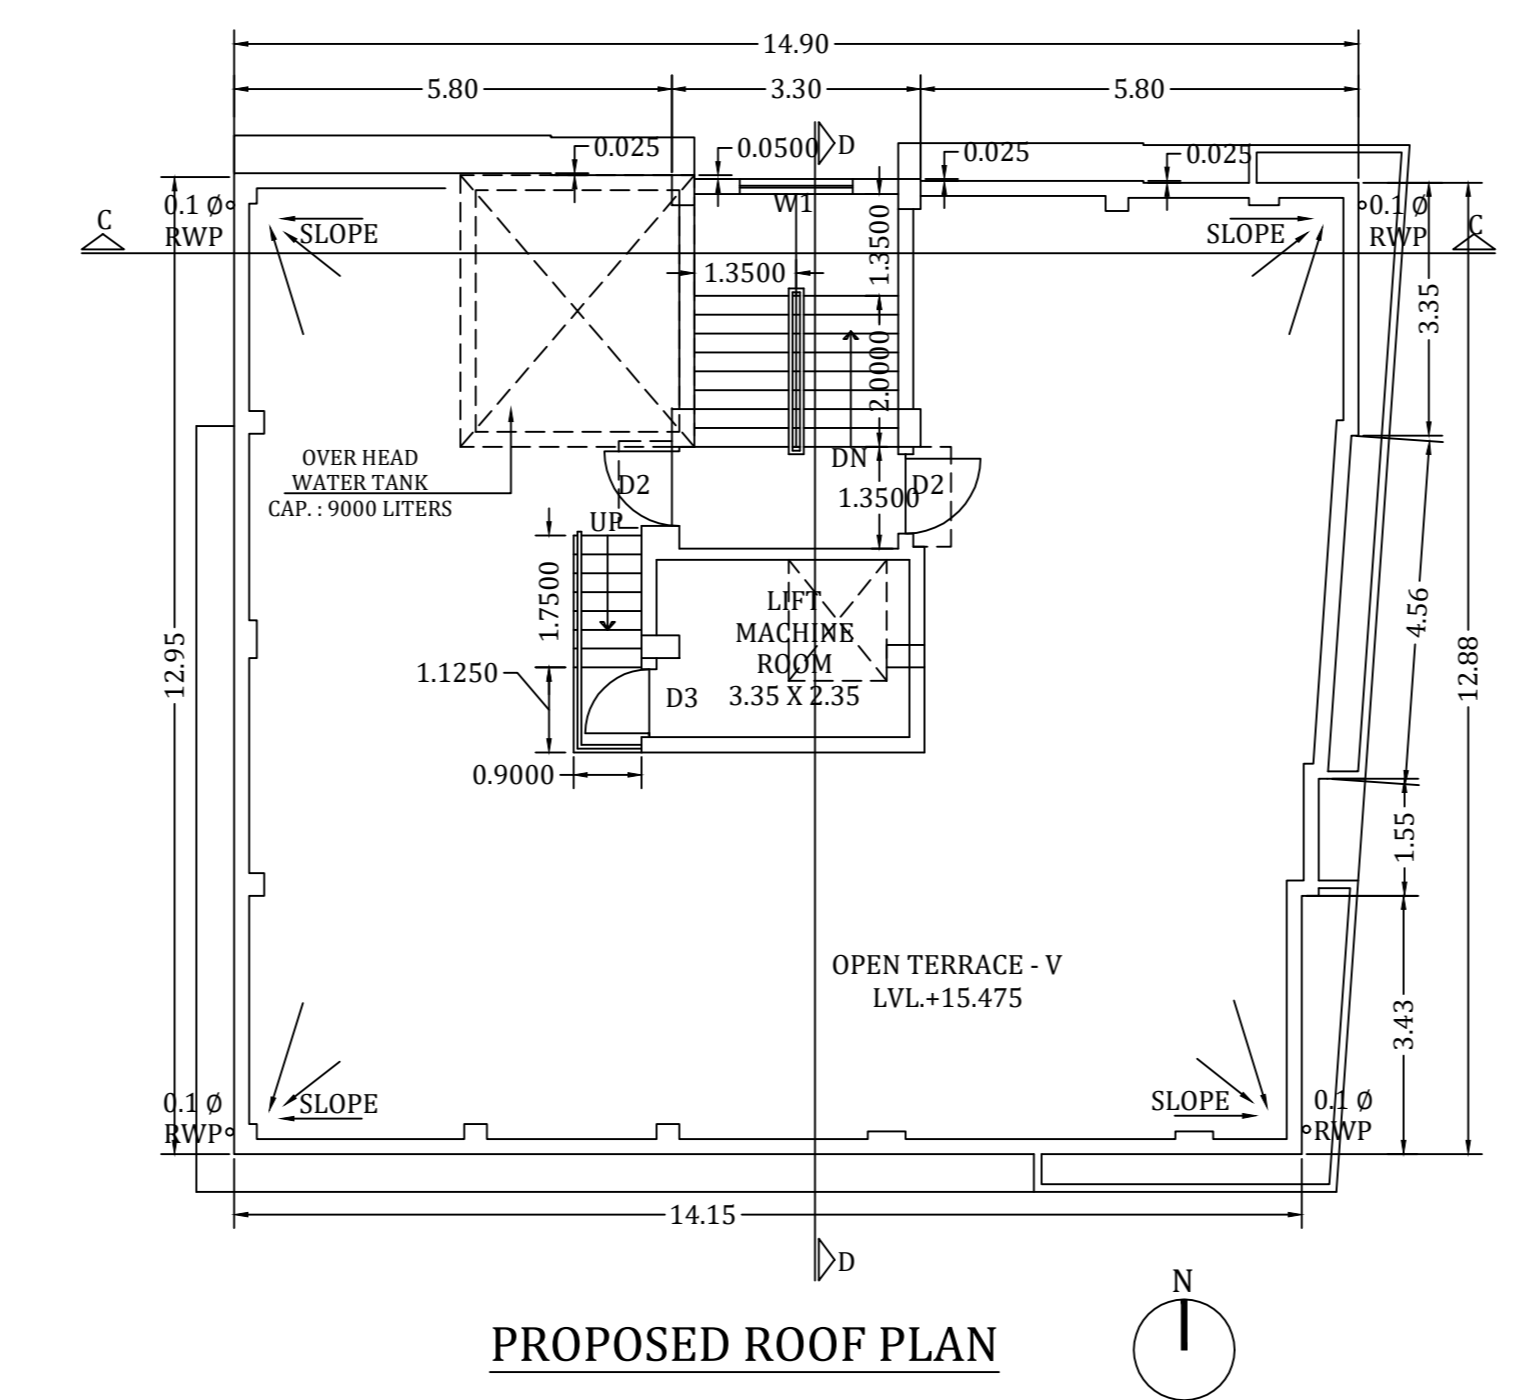 14.90
5.80
3.30
5.80
0.025
0.0500
D
0.025
0.025
0.1 Ø
RWP
SLOPE
C
W1
SLOPE
0.1 Ø
RWP
C
1.3500
1.3500
3.35
2.0000
OVER HEAD
WATER TANK
CAP. : 9000 LITERS
D2
DN
D2
1.3500
UP
1.7500
LIFT
MACHINE
ROOM
3.35 X 2.35
4.56
12.95
12.88
1.1250
D3
0.9000
1.55
OPEN TERRACE - V
LVL.+15.475
3.43
0.1 Ø
RWP
SLOPE
SLOPE
0.1 Ø
RWP
14.15
D
N
PROPOSED ROOF PLAN